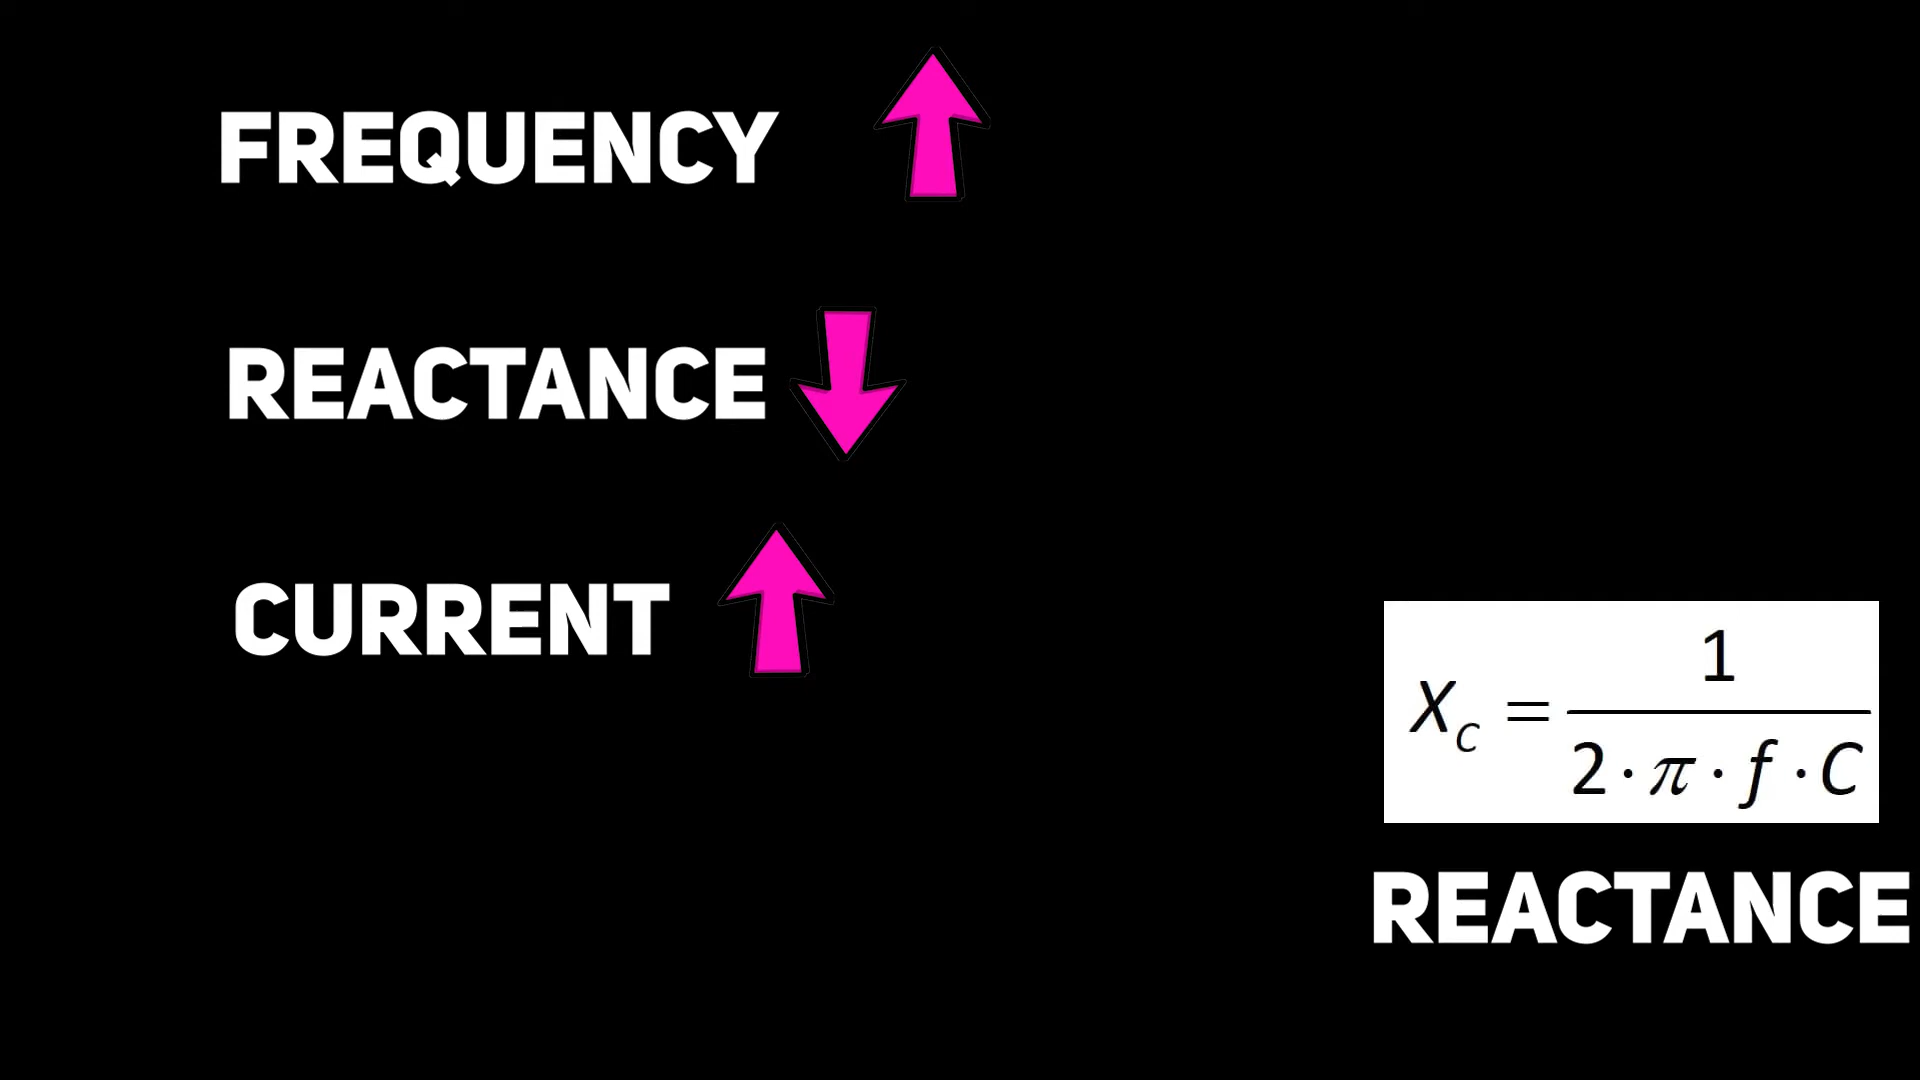 FREQUENCY
REACTANCE
CURRENT
X_C = 1 / (2 · π · f · C)
REACTANCE